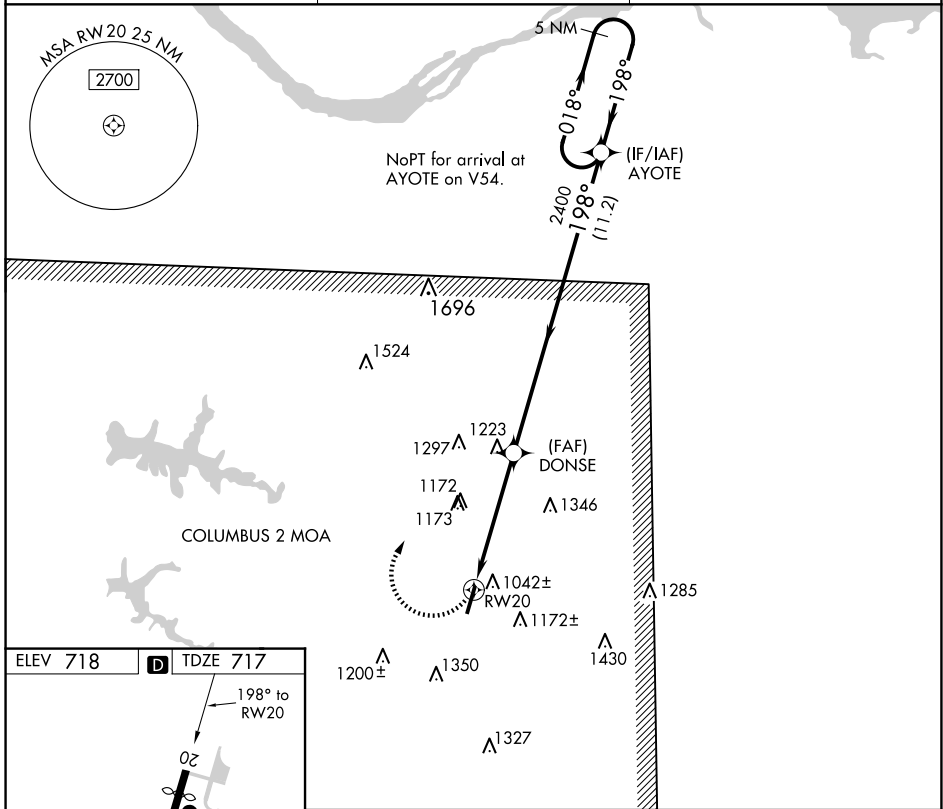 MSA RW20 25 NM
2700
5 NM
018°
198°
(IF/IAF)
AYOTE
NoPT for arrival at
AYOTE on V54.
2400
198°
(11.2)
1696
1524
1223
1297
(FAF)
DONSE
1172
1173
1346
COLUMBUS 2 MOA
1042±
RW20
1285
1172±
1430
1200±
1350
1327
ELEV 718
D
TDZE 717
198° to
RW20
20